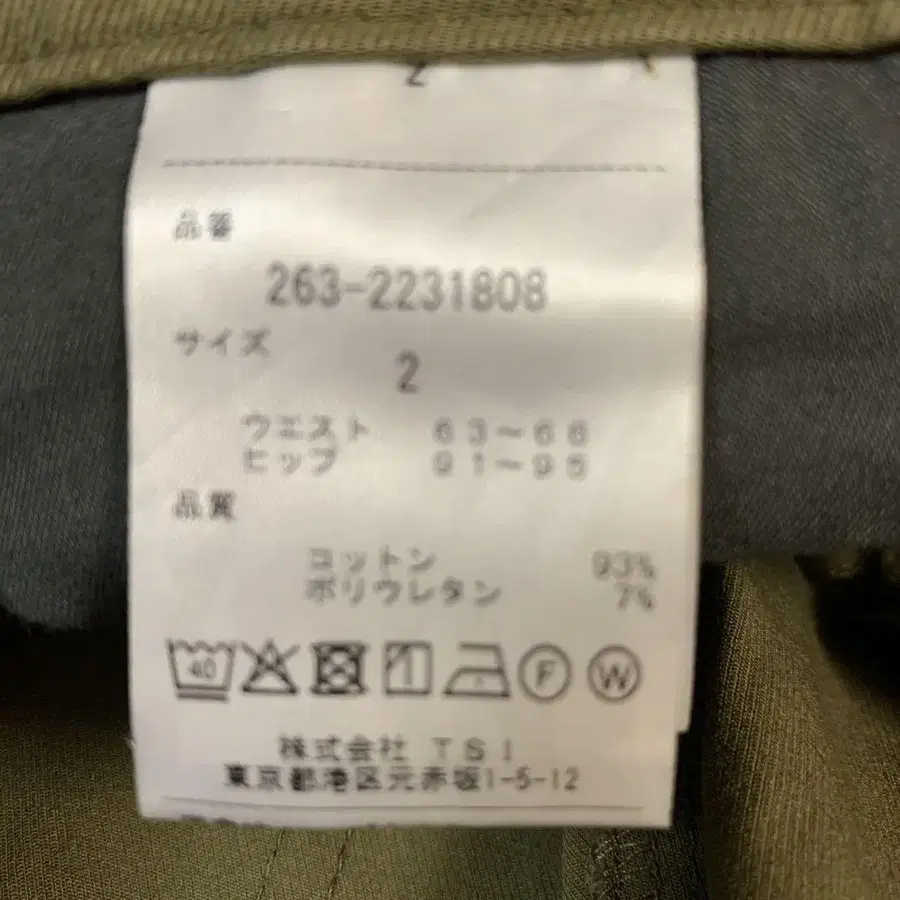 2
品番
263-2231808
サイズ
2
ウエスト 63～66
ヒップ 91～95
品質
コットン 93%
ポリウレタン 7%
40 F W
株式会社 TSI
東京都港区元赤坂1-5-12